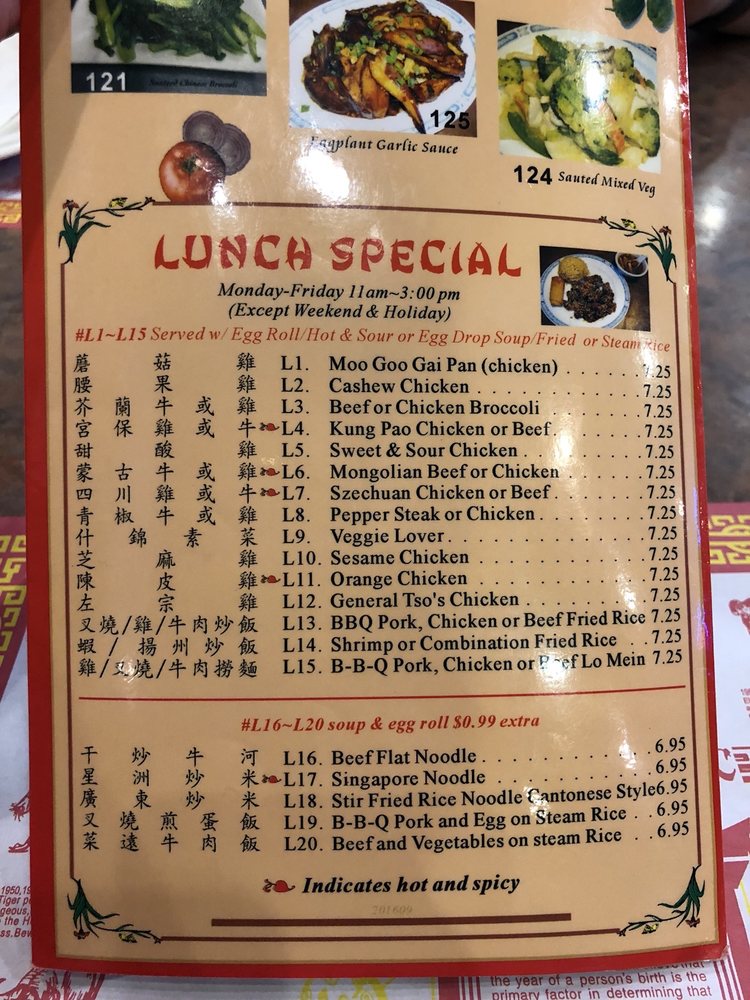 121 Sauteed Chinese Broccoli
125
Eggplant Garlic Sauce
124 Sauted Mixed Veg
LUNCH SPECIAL
Monday-Friday 11am~3:00 pm
(Except Weekend & Holiday)
#L1~L15 Served w/ Egg Roll/Hot & Sour or Egg Drop Soup/Fried or Steam Rice
蘑菇雞 L1. Moo Goo Gai Pan (chicken) . . . . . . 7.25
腰果雞 L2. Cashew Chicken . . . . . . . . . . . . 7.25
芥蘭牛或雞 L3. Beef or Chicken Broccoli . . . . . . . 7.25
宮保雞或牛 L4. Kung Pao Chicken or Beef. . . . . . . 7.25
甜酸雞 L5. Sweet & Sour Chicken . . . . . . . . . 7.25
蒙古牛或雞 L6. Mongolian Beef or Chicken . . . . . . 7.25
四川雞或牛 L7. Szechuan Chicken or Beef . . . . . . . 7.25
青椒牛或雞 L8. Pepper Steak or Chicken . . . . . . . . 7.25
什錦素菜 L9. Veggie Lover. . . . . . . . . . . . . . 7.25
芝麻雞 L10. Sesame Chicken . . . . . . . . . . . . 7.25
陳皮雞 L11. Orange Chicken . . . . . . . . . . . . 7.25
左宗雞 L12. General Tso's Chicken . . . . . . . . . 7.25
叉燒/雞/牛肉炒飯 L13. BBQ Pork, Chicken or Beef Fried Rice 7.25
蝦/揚州炒飯 L14. Shrimp or Combination Fried Rice . . 7.25
雞/叉燒/牛肉撈麵 L15. B-B-Q Pork, Chicken or Beef Lo Mein 7.25
#L16~L20 soup & egg roll $0.99 extra
干炒牛河 L16. Beef Flat Noodle . . . . . . . . . . . 6.95
星洲炒米 L17. Singapore Noodle . . . . . . . . . . . 6.95
廣東炒米 L18. Stir Fried Rice Noodle Cantonese Style 6.95
叉燒煎蛋飯 L19. B-B-Q Pork and Egg on Steam Rice . . 6.95
菜遠牛肉飯 L20. Beef and Vegetables on steam Rice . . 6.95
Indicates hot and spicy
201609
the year of a person's birth is the
primary factor in determining that